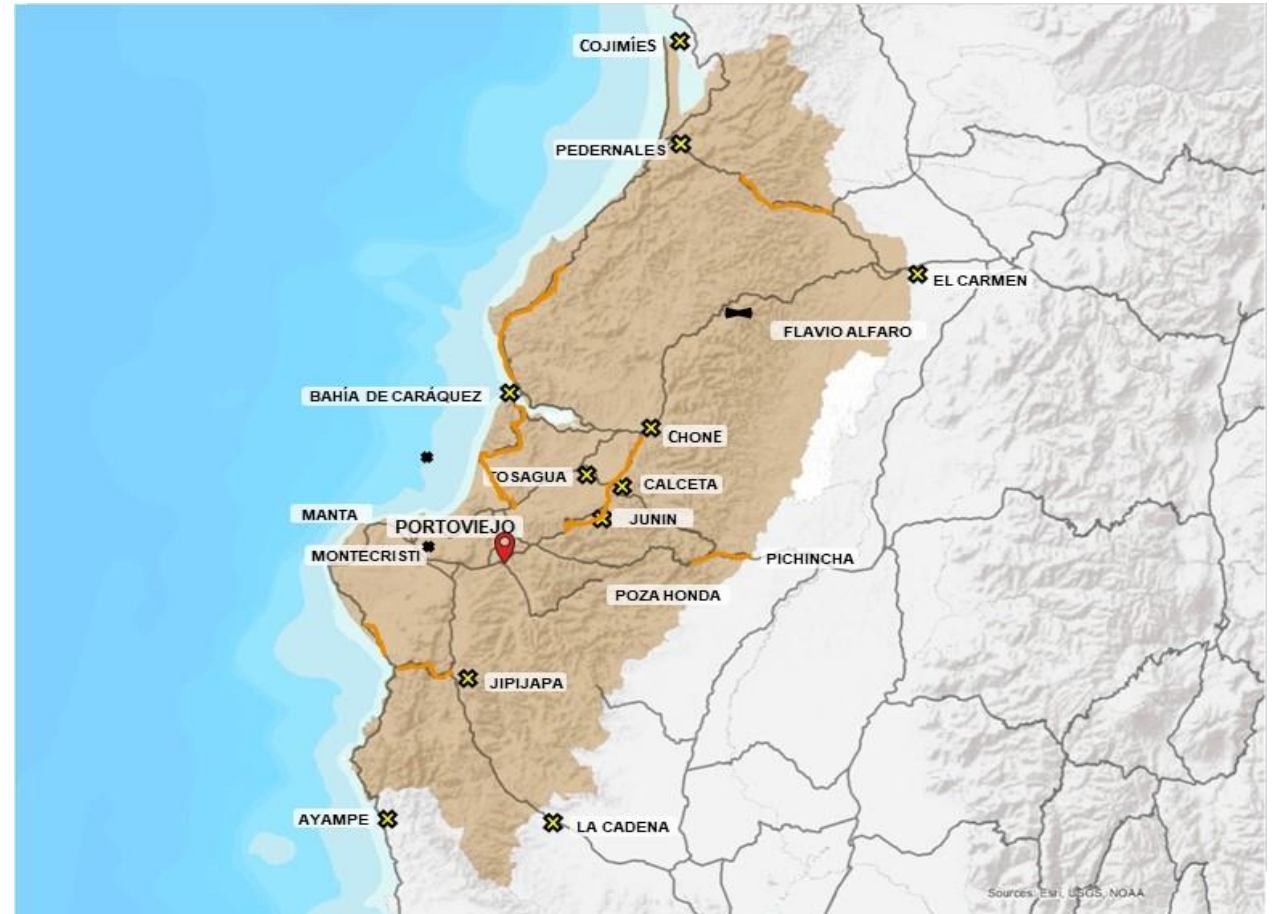 COJIMÍES
PEDERNALES
EL CARMEN
FLAVIO ALFARO
BAHÍA DE CARÁQUEZ
CHONE
TOSAGUA
CALCETA
MANTA
JUNIN
PORTOVIEJO
MONTECRISTI
PICHINCHA
POZA HONDA
JIPIJAPA
AYAMPE
LA CADENA
Sources: Esri, USGS, NOAA